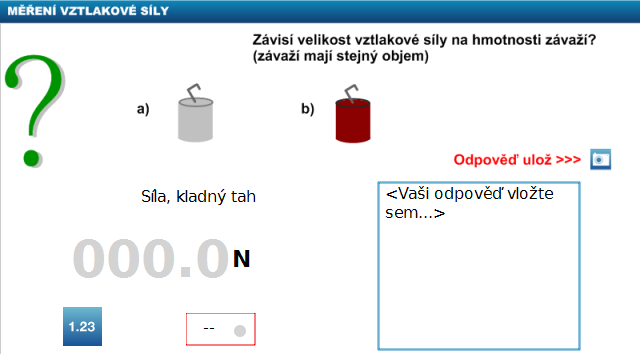 MĚŘENÍ VZTLAKOVÉ SÍLY
Závisí velikost vztlakové síly na hmotnosti závaží?
(závaží mají stejný objem)
a)
b)
Odpověď ulož >>>
Síla, kladný tah
<Vaši odpověď vložte
sem...>
000.0 N
1.23
--